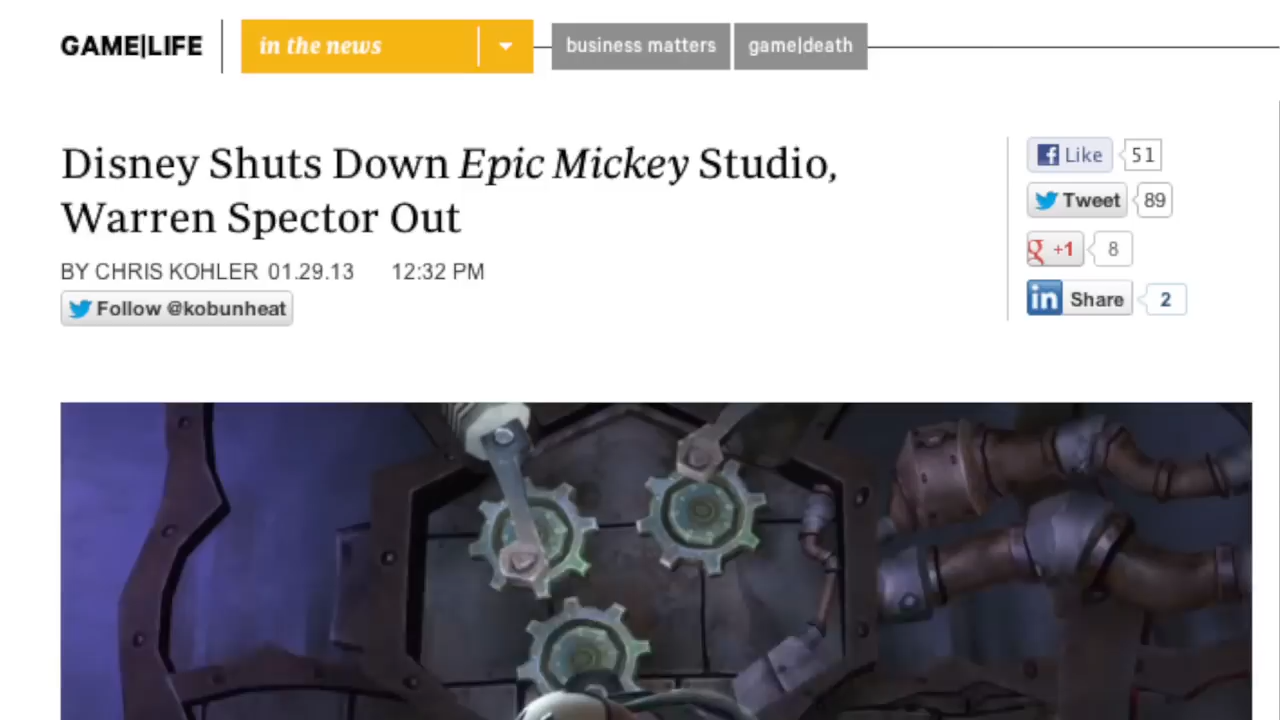 GAME|LIFE in the news business matters game|death
Disney Shuts Down Epic Mickey Studio,
Warren Spector Out
BY CHRIS KOHLER 01.29.13 12:32 PM
Follow @kobunheat
Like 51
Tweet 89
g +1 8
in Share 2